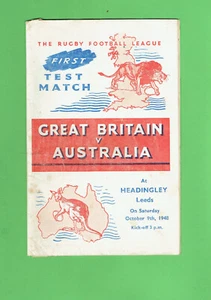 THE RUGBY FOOTBALL LEAGUE
FIRST
TEST
MATCH
GREAT BRITAIN
v
AUSTRALIA
At
HEADINGLEY
Leeds
On Saturday
October 9th, 1948
Kick-off 3 p.m.